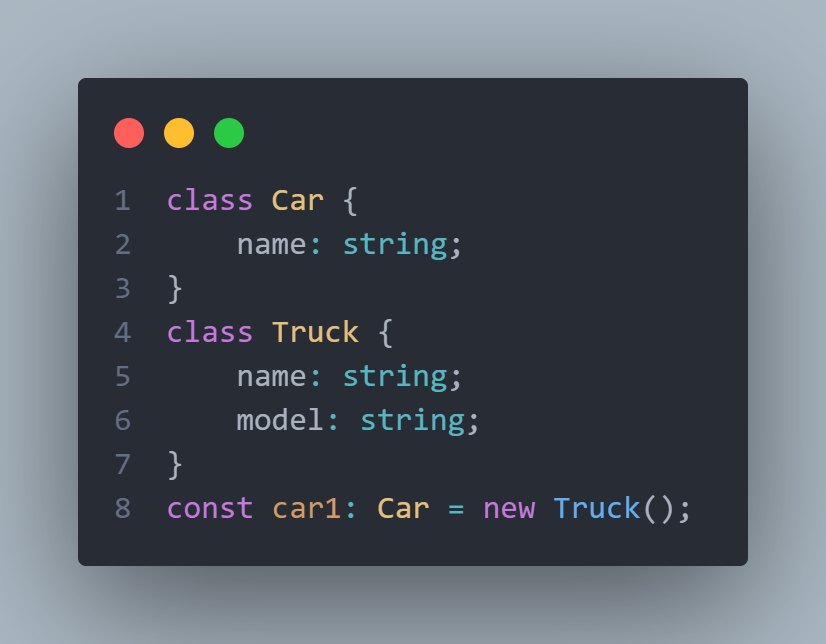 1 class Car {
2     name: string;
3 }
4 class Truck {
5     name: string;
6     model: string;
7 }
8 const car1: Car = new Truck();